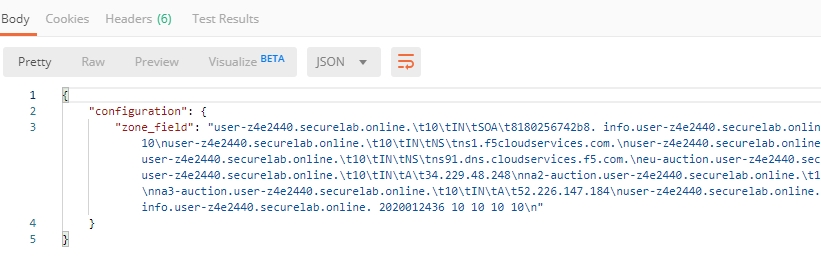 Body Cookies Headers (6) Test Results
Pretty Raw Preview Visualize BETA JSON
1 {
2 "configuration": {
3 "zone_field": "user-z4e2440.securelab.online.\t10\tIN\tSOA\t8180256742b8. info.user-z4e2440.securelab.onlin
10\nuser-z4e2440.securelab.online.\t10\tIN\tNS\tns1.f5cloudservices.com.\nuser-z4e2440.securelab.online
user-z4e2440.securelab.online.\t10\tIN\tNS\tns91.dns.cloudservices.f5.com.\neu-auction.user-z4e2440.sec
user-z4e2440.securelab.online.\t10\tIN\tA\t34.229.48.248\nna2-auction.user-z4e2440.securelab.online.\t1
\nna3-auction.user-z4e2440.securelab.online.\t10\tIN\tA\t52.226.147.184\nuser-z4e2440.securelab.online.
info.user-z4e2440.securelab.online. 2020012436 10 10 10 10\n"
4 }
5 }